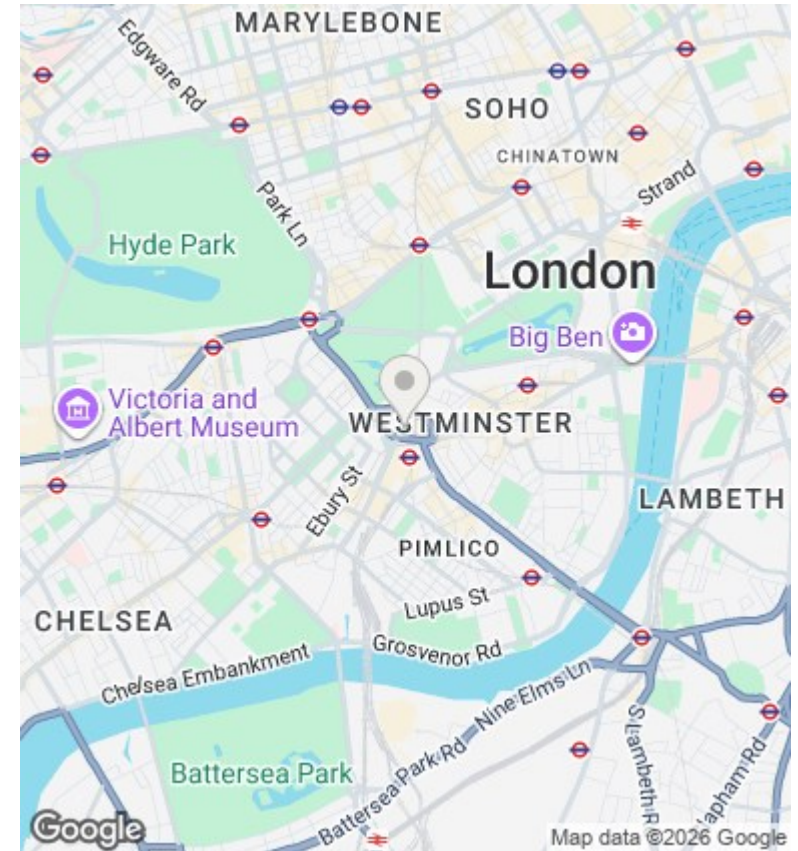 MARYLEBONE
Edgware Rd
SOHO
CHINATOWN
Strand
Park Ln
Hyde Park
London
Big Ben
Victoria and
Albert Museum
WESTMINSTER
Ebury St
LAMBETH
PIMLICO
Lupus St
CHELSEA
Grosvenor Rd
Chelsea Embankment
Nine Elms Ln
S Lambeth R
lapham Rd
Battersea Park Rd
Battersea Park
Google
Map data ©2026 Google